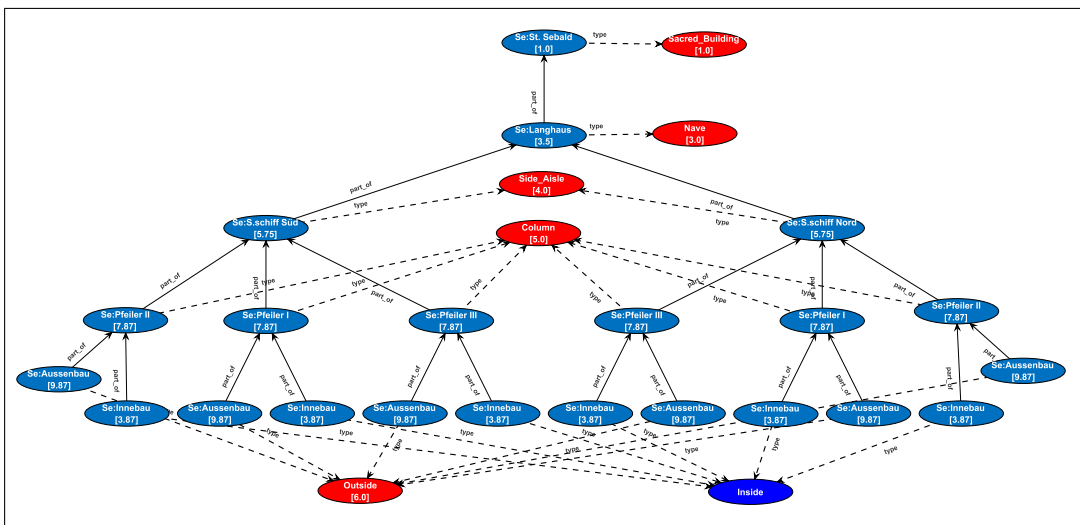 Se:St. Sebald
[1.0]
type
Sacred_Building
[1.0]
part_of
Se:Langhaus
[3.5]
type
Nave
[3.0]
part_of
type
Side_Aisle
[4.0]
part_of
type
Se:S.schiff Süd
[5.75]
Column
[5.0]
Se:S.schiff Nord
[5.75]
part_of
type
part_of
type
part_of
type
type
part_of
type
part_of
type
part_of
type
Se:Pfeiler II
[7.87]
Se:Pfeiler I
[7.87]
Se:Pfeiler III
[7.87]
Se:Pfeiler III
[7.87]
Se:Pfeiler I
[7.87]
Se:Pfeiler II
[7.87]
part_of
part_of
part_of
part_of
part_of
part_of
part_of
part_of
part_of
part_of
part_of
Se:Aussenbau
[9.87]
Se:Aussenbau
[9.87]
Se:Innebau
[3.87]
Se:Aussenbau
[9.87]
Se:Innebau
[3.87]
Se:Aussenbau
[9.87]
Se:Innebau
[3.87]
Se:Innebau
[3.87]
Se:Aussenbau
[9.87]
Se:Innebau
[3.87]
Se:Aussenbau
[9.87]
Se:Innebau
[3.87]
type
type
type
type
type
type
type
type
type
type
Outside
[6.0]
Inside